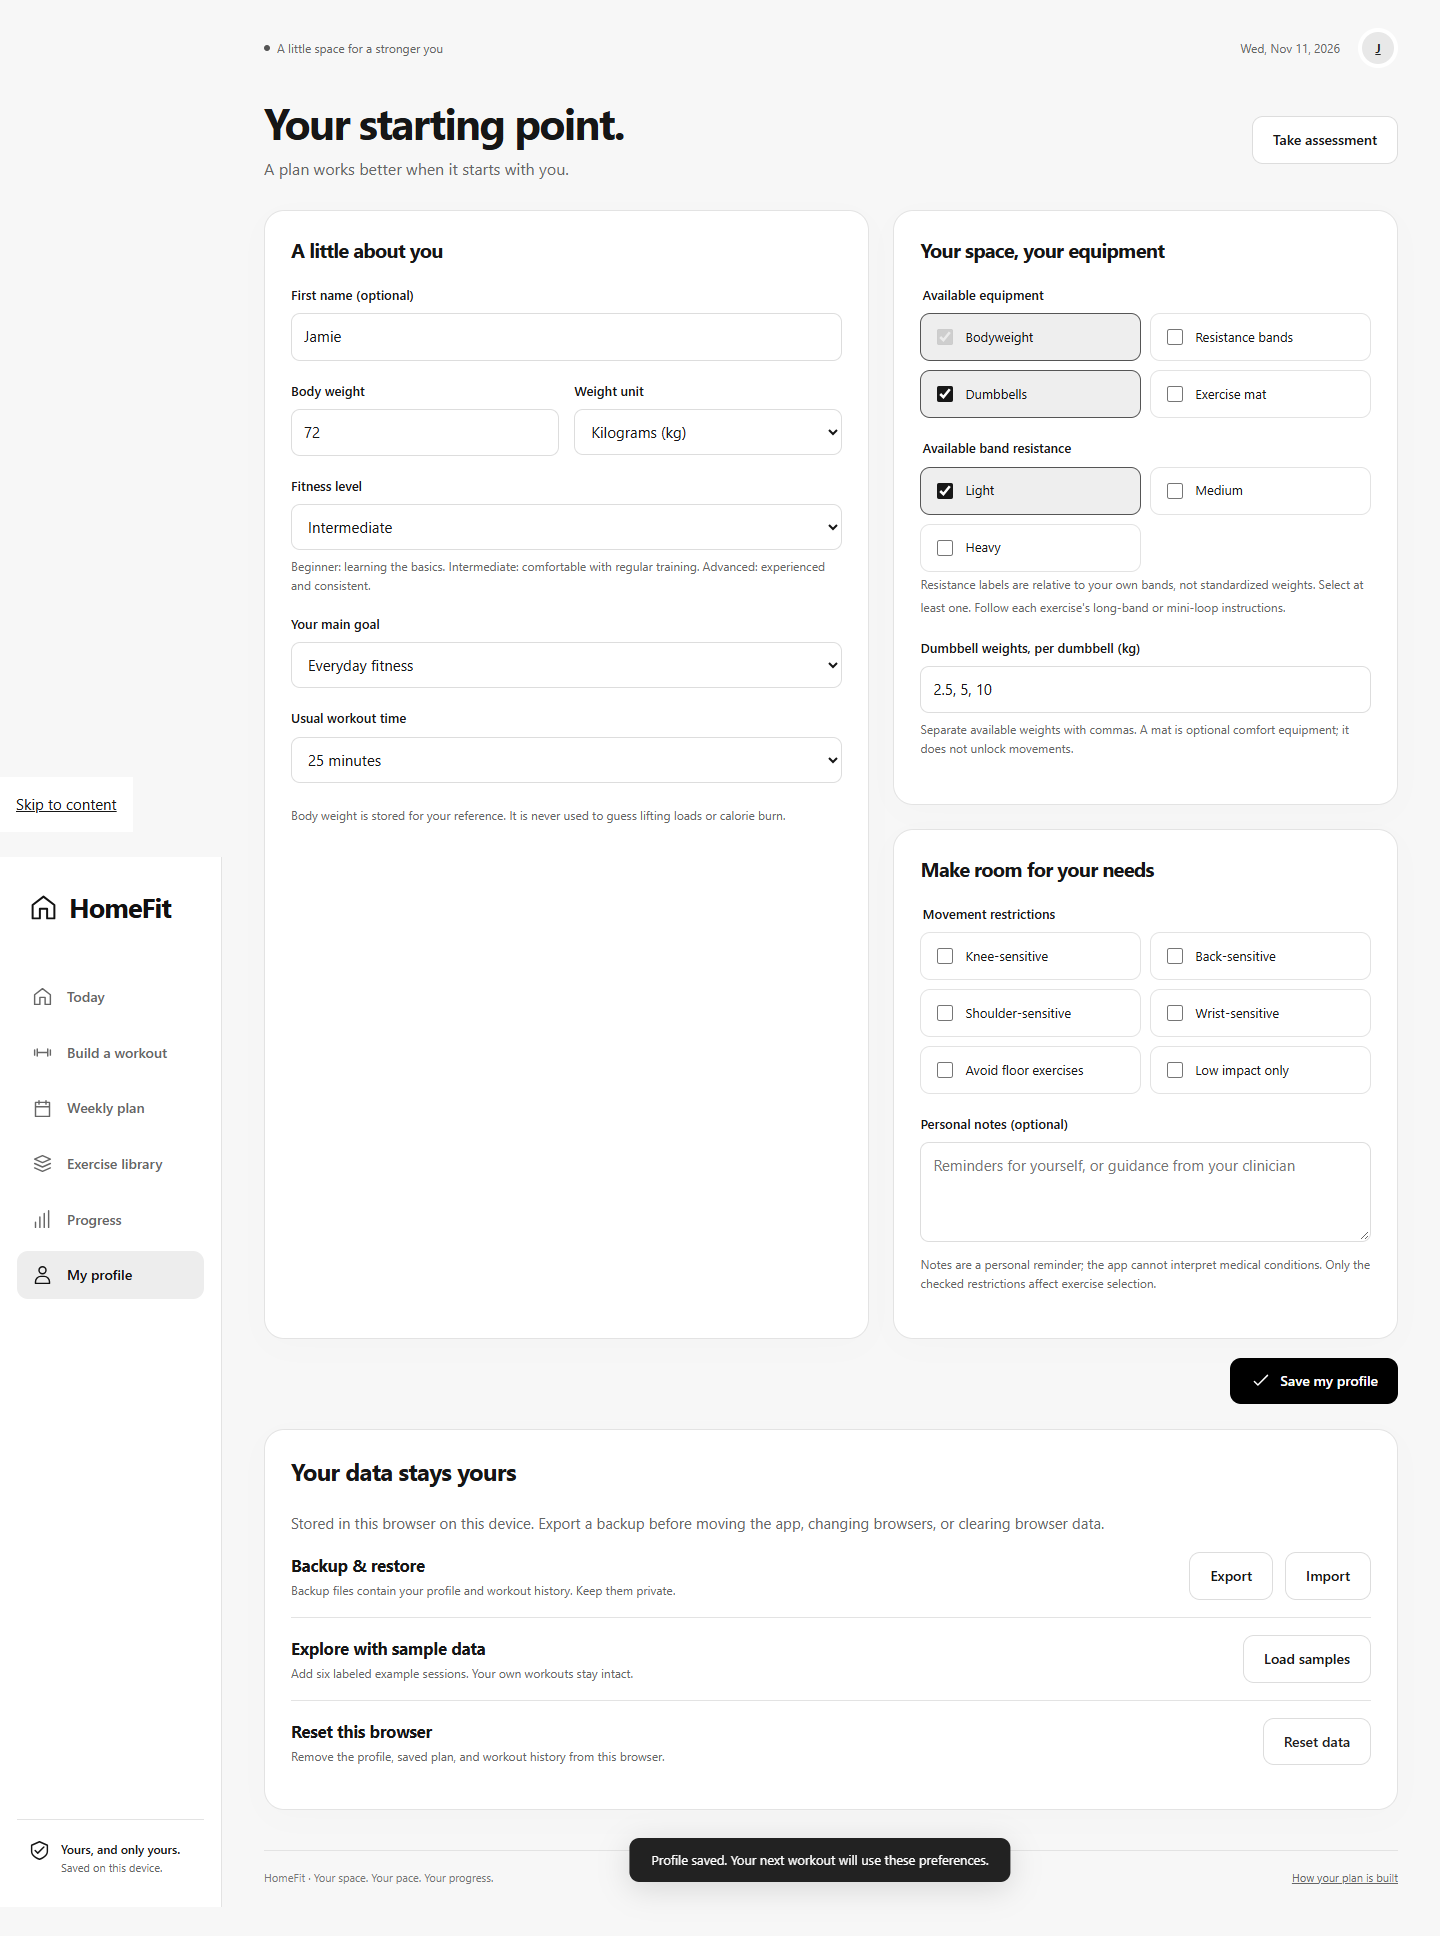 A little space for a stronger you
Wed, Nov 11, 2026
J
Your starting point.
A plan works better when it starts with you.
Take assessment
A little about you
First name (optional)
Jamie
Body weight
Weight unit
72
Kilograms (kg)
Fitness level
Intermediate
Beginner: learning the basics. Intermediate: comfortable with regular training. Advanced: experienced
and consistent.
Your main goal
Everyday fitness
Usual workout time
25 minutes
Body weight is stored for your reference. It is never used to guess lifting loads or calorie burn.
Your space, your equipment
Available equipment
Bodyweight
Resistance bands
Dumbbells
Exercise mat
Available band resistance
Light
Medium
Heavy
Resistance labels are relative to your own bands, not standardized weights. Select at
least one. Follow each exercise's long-band or mini-loop instructions.
Dumbbell weights, per dumbbell (kg)
2.5, 5, 10
Separate available weights with commas. A mat is optional comfort equipment; it
does not unlock movements.
Make room for your needs
Movement restrictions
Knee-sensitive
Back-sensitive
Shoulder-sensitive
Wrist-sensitive
Avoid floor exercises
Low impact only
Personal notes (optional)
Reminders for yourself, or guidance from your clinician
Notes are a personal reminder; the app cannot interpret medical conditions. Only the
checked restrictions affect exercise selection.
Save my profile
Skip to content
HomeFit
Today
Build a workout
Weekly plan
Exercise library
Progress
My profile
Yours, and only yours.
Saved on this device.
Your data stays yours
Stored in this browser on this device. Export a backup before moving the app, changing browsers, or clearing browser data.
Backup & restore
Backup files contain your profile and workout history. Keep them private.
Export
Import
Explore with sample data
Add six labeled example sessions. Your own workouts stay intact.
Load samples
Reset this browser
Remove the profile, saved plan, and workout history from this browser.
Reset data
Profile saved. Your next workout will use these preferences.
HomeFit · Your space. Your pace. Your progress.
How your plan is built